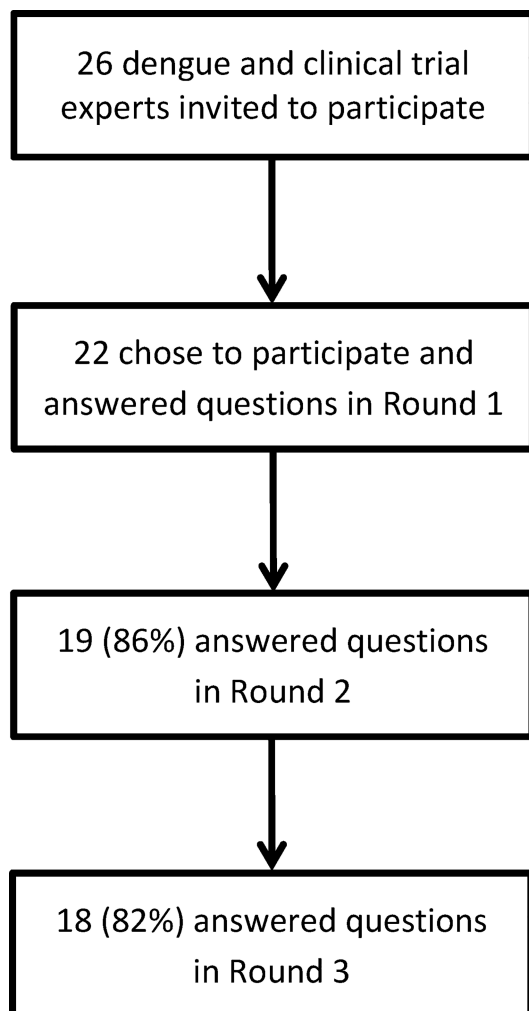 26 dengue and clinical trial
experts invited to participate
22 chose to participate and
answered questions in Round 1
19 (86%) answered questions
in Round 2
18 (82%) answered questions
in Round 3